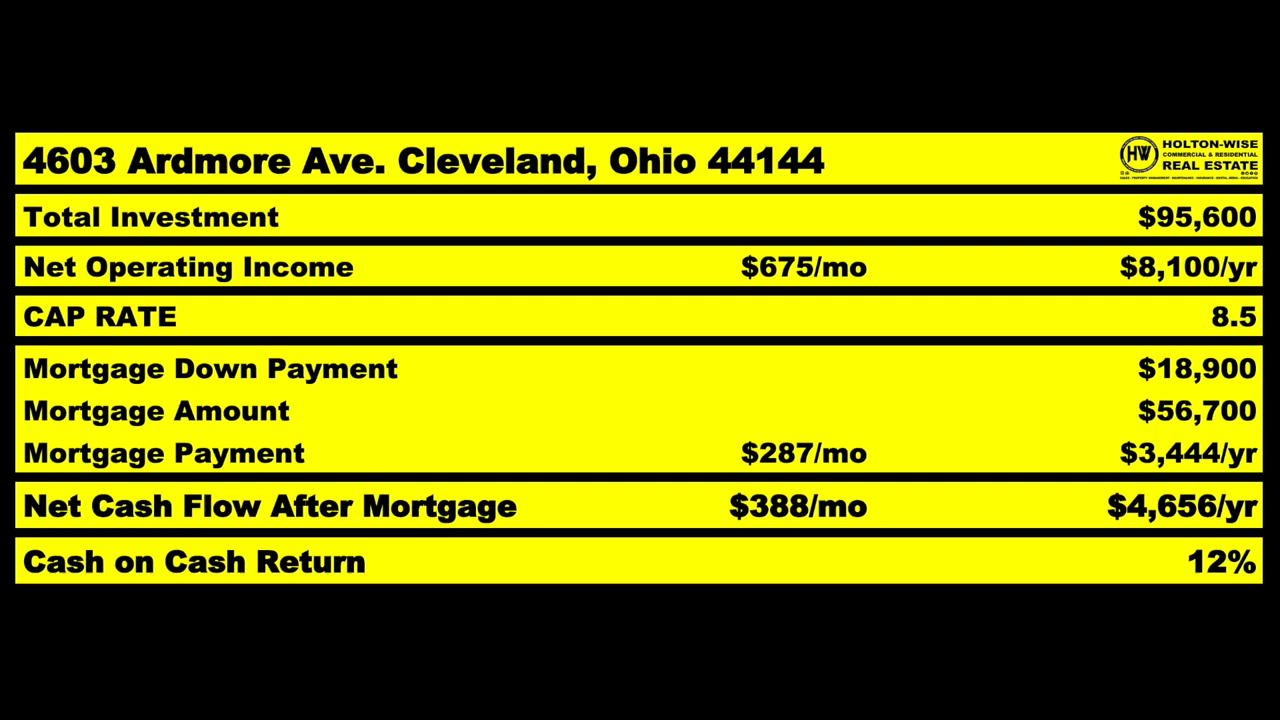 4603 Ardmore Ave. Cleveland, Ohio 44144
HW
HOLTON-WISE
COMMERCIAL & RESIDENTIAL
REAL ESTATE
Total Investment $95,600
Net Operating Income $675/mo $8,100/yr
CAP RATE 8.5
Mortgage Down Payment $18,900
Mortgage Amount $56,700
Mortgage Payment $287/mo $3,444/yr
Net Cash Flow After Mortgage $388/mo $4,656/yr
Cash on Cash Return 12%